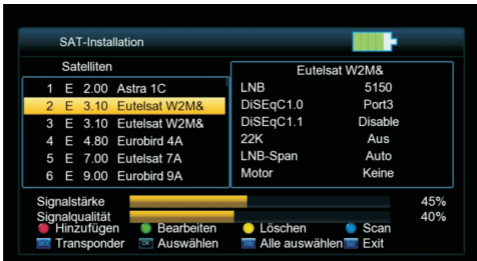 SAT-Installation
Satelliten
1 E 2.00 Astra 1C
2 E 3.10 Eutelsat W2M&
3 E 3.10 Eutelsat W2M&
4 E 4.80 Eurobird 4A
5 E 7.00 Eutelsat 7A
6 E 9.00 Eurobird 9A
Eutelsat W2M&
LNB 5150
DiSEqC1.0 Port3
DiSEqC1.1 Disable
22K Aus
LNB-Span Auto
Motor Keine
Signalstärke 45%
Signalqualität 40%
Hinzufügen Bearbeiten Löschen Scan
Transponder OK Auswählen Alle auswählen Exit